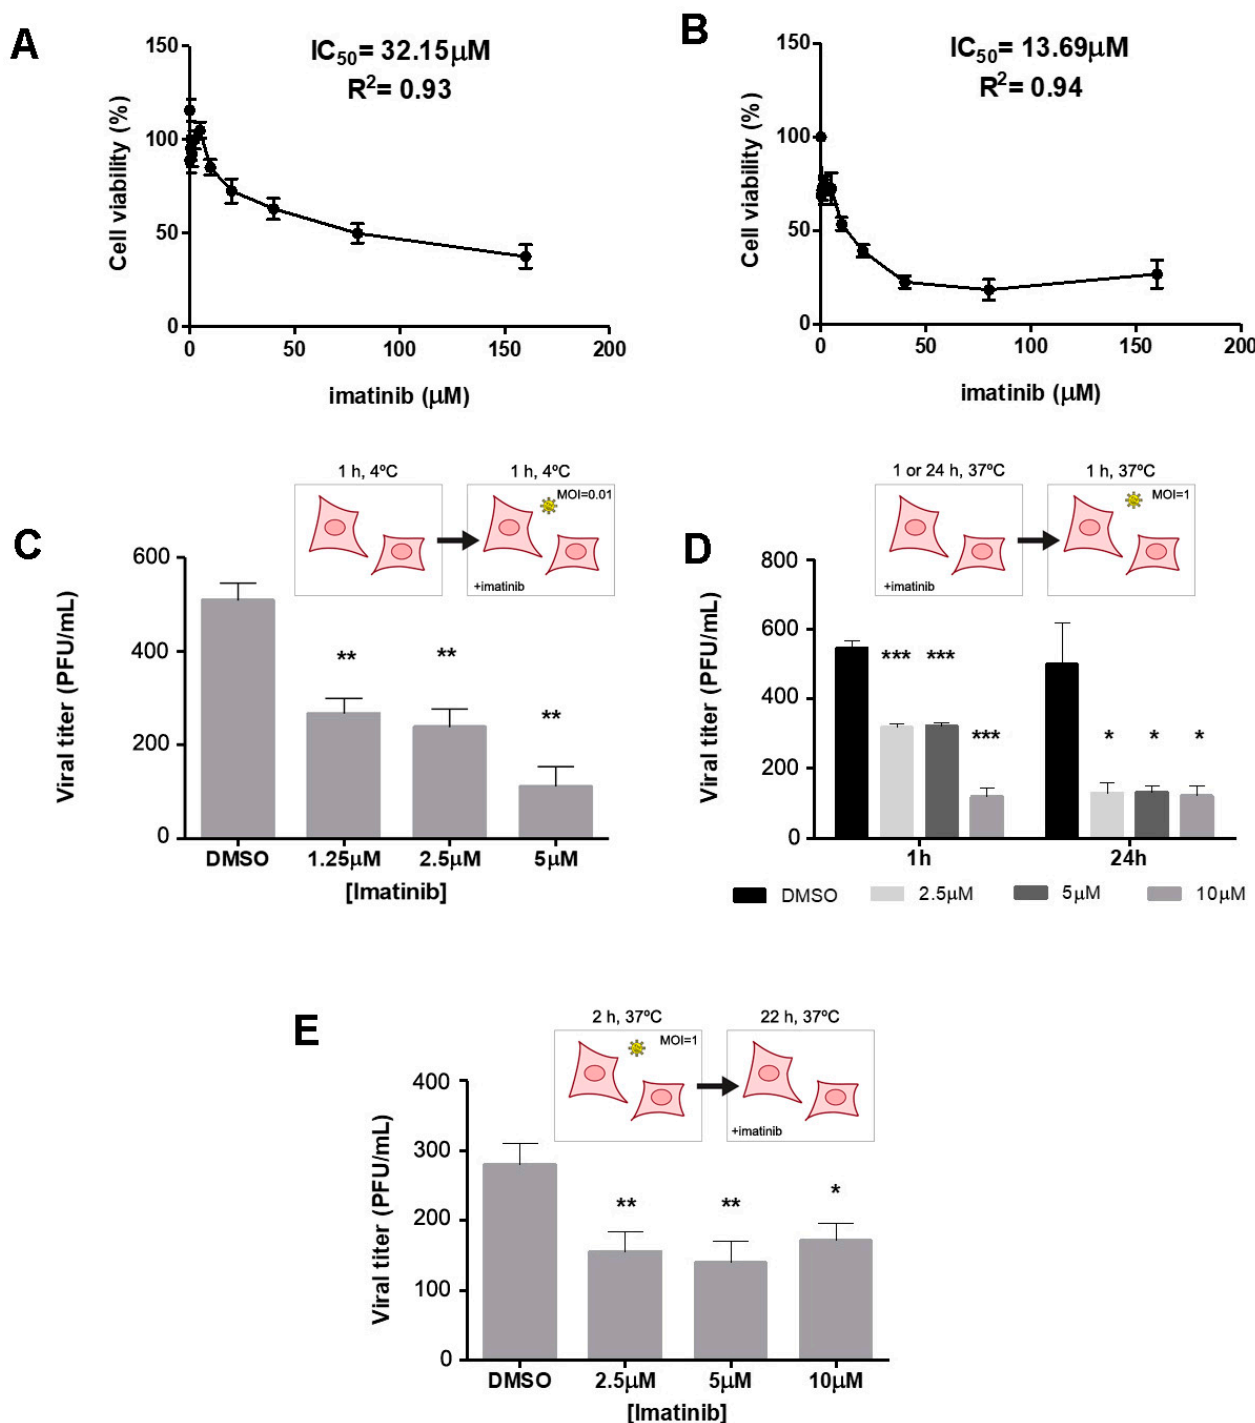 A
IC50= 32.15μM
R2= 0.93
Cell viability (%)
150
100
50
0
0
50
100
150
200
imatinib (μM)
B
IC50= 13.69μM
R2= 0.94
Cell viability (%)
150
100
50
0
0
50
100
150
200
imatinib (μM)
C
1 h, 4ºC
1 h, 4ºC
MOI=0.01
+imatinib
Viral titer (PFU/mL)
600
400
200
0
**
**
**
DMSO
1.25μM
2.5μM
5μM
[Imatinib]
D
1 or 24 h, 37ºC
1 h, 37ºC
MOI=1
+imatinib
Viral titer (PFU/mL)
800
600
400
200
0
***
***
***
*
*
*
1h
24h
DMSO
2.5μM
5μM
10μM
E
2 h, 37ºC
22 h, 37ºC
MOI=1
+imatinib
Viral titer (PFU/mL)
400
300
200
100
0
**
**
*
DMSO
2.5μM
5μM
10μM
[Imatinib]